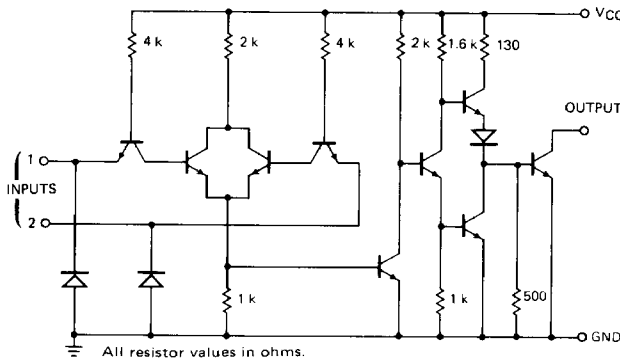 VCC
4 k 2 k 4 k 2 k 1.6 k 130
OUTPUT
1
INPUTS
2
1 k 1 k 500
GND
All resistor values in ohms.